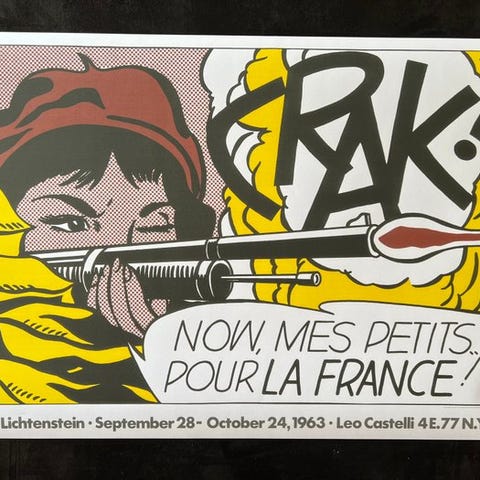 CRAK!
NOW, MES PETITS..
POUR LA FRANCE!
Lichtenstein · September 28 - October 24, 1963 · Leo Castelli 4 E. 77 N.Y